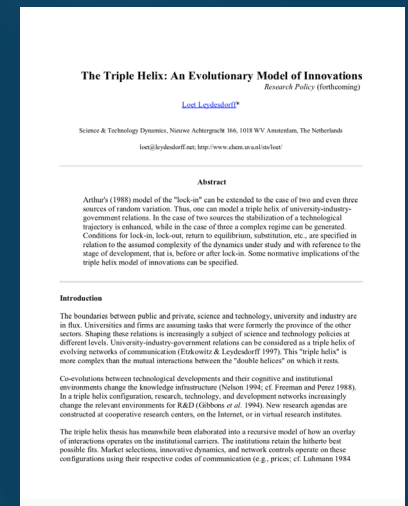 The Triple Helix: An Evolutionary Model of Innovations
Research Policy (forthcoming)
Loet Leydesdorff*
Science & Technology Dynamics, Nieuwe Achtergracht 166, 1018 WV Amsterdam, The Netherlands
loet@leydesdorff.net; http://www.chem.uva.nl/sts/loet/
Abstract
Arthur's (1988) model of the "lock-in" can be extended to the case of two and even three
sources of random variation. Thus, one can model a triple helix of university-industry-
government relations. In the case of two sources the stabilization of a technological
trajectory is enhanced, while in the case of three a complex regime can be generated.
Conditions for lock-in, lock-out, return to equilibrium, substitution, etc., are specified in
relation to the assumed complexity of the dynamics under study and with reference to the
stage of development, that is, before or after lock-in. Some normative implications of the
triple helix model of innovations can be specified.
Introduction
The boundaries between public and private, science and technology, university and industry are
in flux. Universities and firms are assuming tasks that were formerly the province of the other
sectors. Shaping these relations is increasingly a subject of science and technology policies at
different levels. University-industry-government relations can be considered as a triple helix of
evolving networks of communication (Etzkowitz & Leydesdorff 1997). This "triple helix" is
more complex than the mutual interactions between the "double helices" on which it rests.
Co-evolutions between technological developments and their cognitive and institutional
environments change the knowledge infrastructure (Nelson 1994; cf. Freeman and Perez 1988).
In a triple helix configuration, research, technology, and development networks increasingly
change the relevant environments for R&D (Gibbons et al. 1994). New research agendas are
constructed at cooperative research centers, on the Internet, or in virtual research institutes.
The triple helix thesis has meanwhile been elaborated into a recursive model of how an overlay
of interactions operates on the institutional carriers. The institutions retain the hitherto best
possible fits. Market selections, innovative dynamics, and network controls operate on these
configurations using their respective codes of communication (e.g., prices; cf. Luhmann 1984